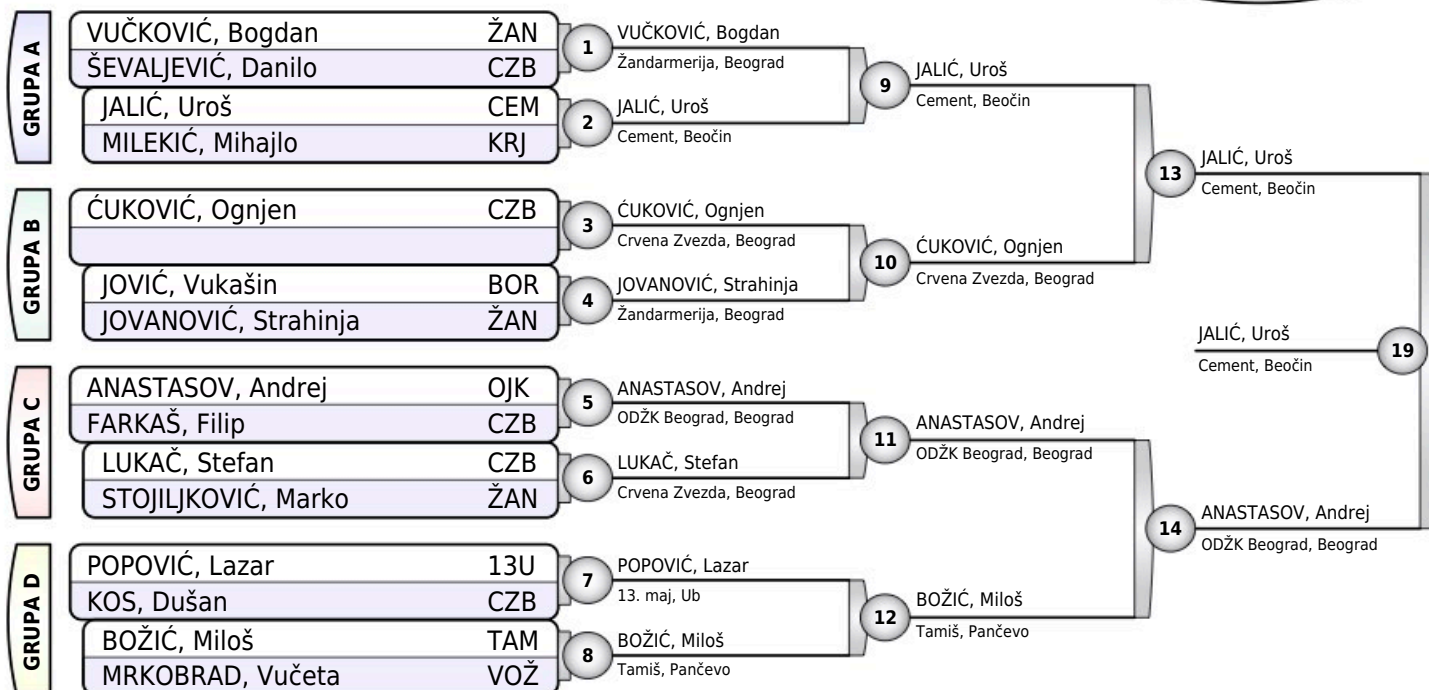 GRUPA A
VUČKOVIĆ, Bogdan ŽAN
ŠEVALJEVIĆ, Danilo CZB
JALIĆ, Uroš CEM
MILEKIĆ, Mihajlo KRJ
GRUPA B
ĆUKOVIĆ, Ognjen CZB
JOVIĆ, Vukašin BOR
JOVANOVIĆ, Strahinja ŽAN
GRUPA C
ANASTASOV, Andrej OJK
FARKAŠ, Filip CZB
LUKAČ, Stefan CZB
STOJILJKOVIĆ, Marko ŽAN
GRUPA D
POPOVIĆ, Lazar 13U
KOS, Dušan CZB
BOŽIĆ, Miloš TAM
MRKOBRAD, Vučeta VOŽ
1
VUČKOVIĆ, Bogdan
Žandarmerija, Beograd
2
JALIĆ, Uroš
Cement, Beočin
3
ĆUKOVIĆ, Ognjen
Crvena Zvezda, Beograd
4
JOVANOVIĆ, Strahinja
Žandarmerija, Beograd
5
ANASTASOV, Andrej
ODŽK Beograd, Beograd
6
LUKAČ, Stefan
Crvena Zvezda, Beograd
7
POPOVIĆ, Lazar
13. maj, Ub
8
BOŽIĆ, Miloš
Tamiš, Pančevo
9
JALIĆ, Uroš
Cement, Beočin
10
ĆUKOVIĆ, Ognjen
Crvena Zvezda, Beograd
11
ANASTASOV, Andrej
ODŽK Beograd, Beograd
12
BOŽIĆ, Miloš
Tamiš, Pančevo
13
JALIĆ, Uroš
Cement, Beočin
14
ANASTASOV, Andrej
ODŽK Beograd, Beograd
JALIĆ, Uroš
Cement, Beočin
19